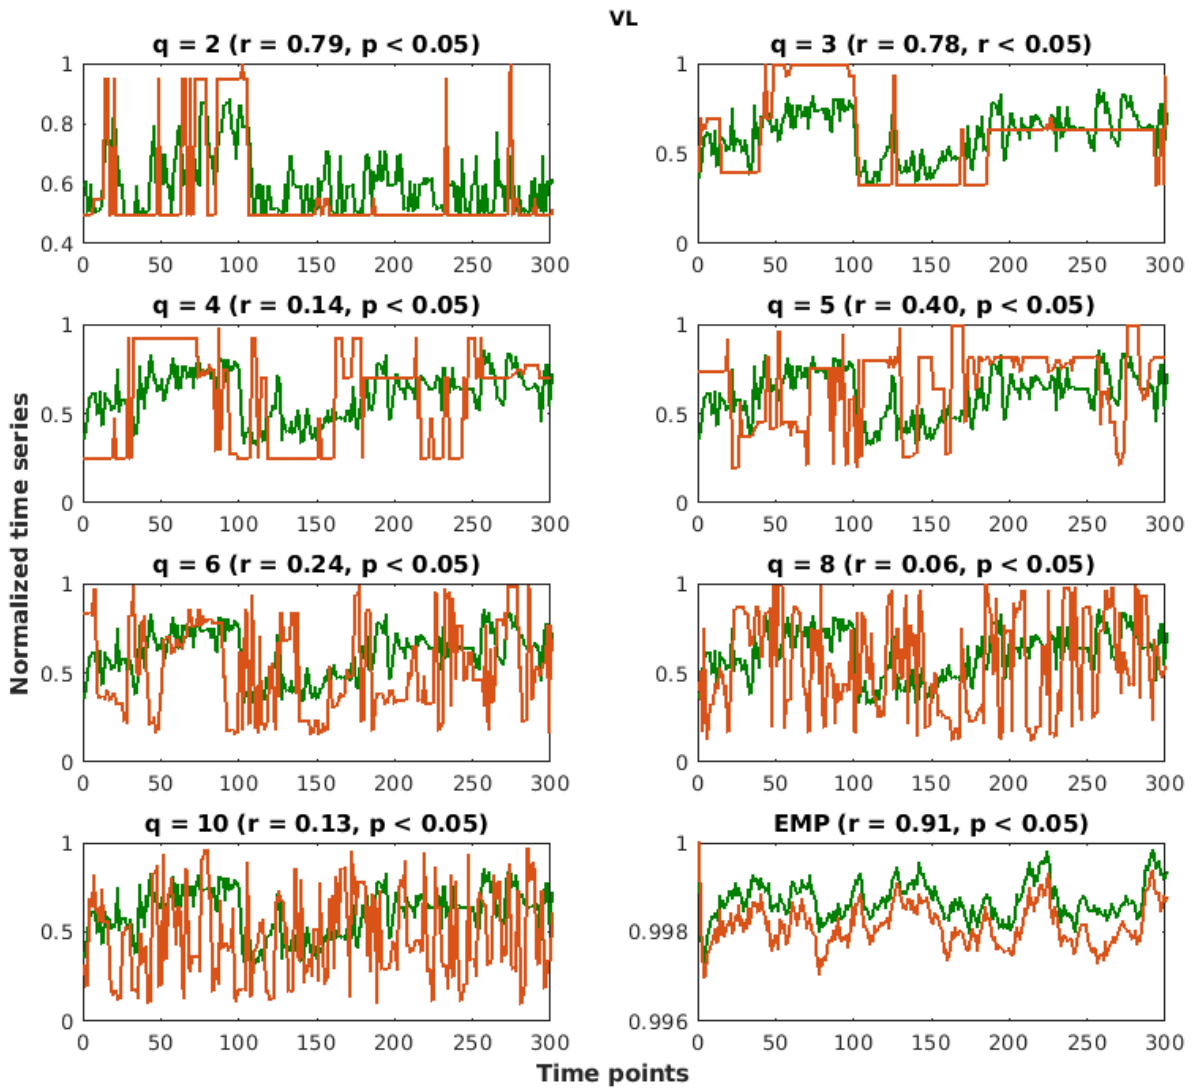 VL
q = 2 (r = 0.79, p < 0.05)
q = 3 (r = 0.78, r < 0.05)
1
0.8
0.6
0.4
0 50 100 150 200 250 300
1
0.5
0
0 50 100 150 200 250 300
q = 4 (r = 0.14, p < 0.05)
q = 5 (r = 0.40, p < 0.05)
1
0.5
0
0 50 100 150 200 250 300
1
0.5
0
0 50 100 150 200 250 300
Normalized time series
q = 6 (r = 0.24, p < 0.05)
q = 8 (r = 0.06, p < 0.05)
1
0.5
0
0 50 100 150 200 250 300
1
0.5
0
0 50 100 150 200 250 300
q = 10 (r = 0.13, p < 0.05)
EMP (r = 0.91, p < 0.05)
1
0.5
0
0 50 100 150 200 250 300
1
0.998
0.996
0 50 100 150 200 250 300
Time points